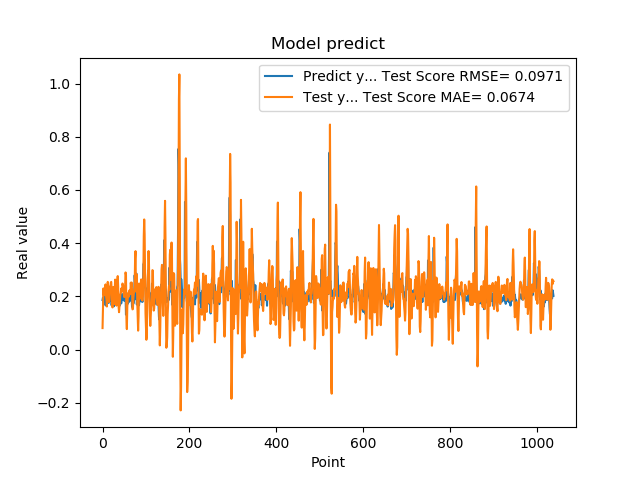 Model predict
Predict y... Test Score RMSE= 0.0971
Test y... Test Score MAE= 0.0674
Real value
1.0
0.8
0.6
0.4
0.2
0.0
−0.2
0 200 400 600 800 1000
Point